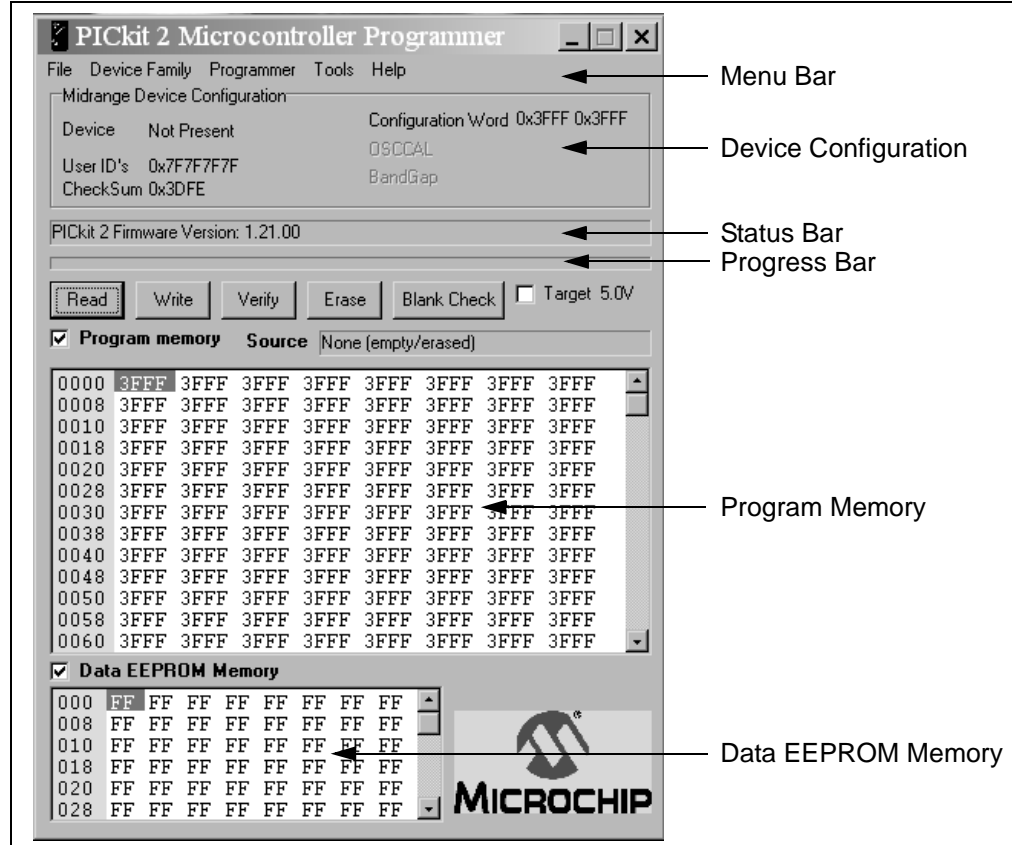 PICkit 2 Microcontroller Programmer
File Device Family Programmer Tools Help
Menu Bar
Midrange Device Configuration
Device Not Present
Configuration Word 0x3FFF 0x3FFF
OSCCAL
Device Configuration
User ID's 0x7F7F7F7F
BandGap
CheckSum 0x3DFE
PICkit 2 Firmware Version: 1.21.00
Status Bar
Progress Bar
Read Write Verify Erase Blank Check Target 5.0V
Program memory Source None (empty/erased)
0000 3FFF 3FFF 3FFF 3FFF 3FFF 3FFF 3FFF 3FFF
0008 3FFF 3FFF 3FFF 3FFF 3FFF 3FFF 3FFF 3FFF
0010 3FFF 3FFF 3FFF 3FFF 3FFF 3FFF 3FFF 3FFF
0018 3FFF 3FFF 3FFF 3FFF 3FFF 3FFF 3FFF 3FFF
0020 3FFF 3FFF 3FFF 3FFF 3FFF 3FFF 3FFF 3FFF
0028 3FFF 3FFF 3FFF 3FFF 3FFF 3FFF 3FFF 3FFF
0030 3FFF 3FFF 3FFF 3FFF 3FFF 3FFF 3FFF 3FFF
Program Memory
0038 3FFF 3FFF 3FFF 3FFF 3FFF 3FFF 3FFF 3FFF
0040 3FFF 3FFF 3FFF 3FFF 3FFF 3FFF 3FFF 3FFF
0048 3FFF 3FFF 3FFF 3FFF 3FFF 3FFF 3FFF 3FFF
0050 3FFF 3FFF 3FFF 3FFF 3FFF 3FFF 3FFF 3FFF
0058 3FFF 3FFF 3FFF 3FFF 3FFF 3FFF 3FFF 3FFF
0060 3FFF 3FFF 3FFF 3FFF 3FFF 3FFF 3FFF 3FFF
Data EEPROM Memory
000 FF FF FF FF FF FF FF FF
008 FF FF FF FF FF FF FF FF
010 FF FF FF FF FF FF FF FF
Data EEPROM Memory
018 FF FF FF FF FF FF FF FF
020 FF FF FF FF FF FF FF FF
028 FF FF FF FF FF FF FF FF
MICROCHIP